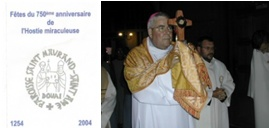 Fêtes du 750ème anniversaire
de
l'Hostie miraculeuse
PAROISSE SAINT MAURAND - SAINT AMÉ
DOUAI
1254 2004